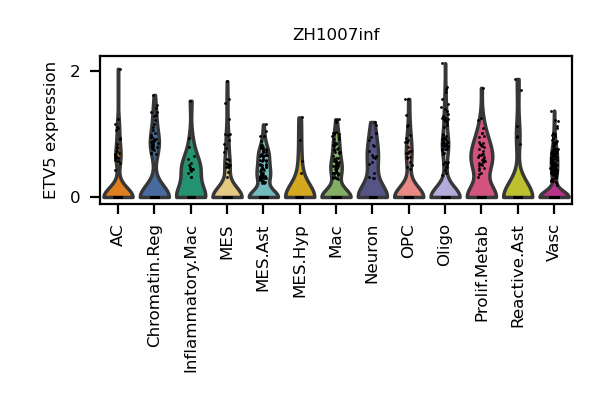 ZH1007inf
ETV5 expression
2
0
AC
Chromatin.Reg
Inflammatory.Mac
MES
MES.Ast
MES.Hyp
Mac
Neuron
OPC
Oligo
Prolif.Metab
Reactive.Ast
Vasc